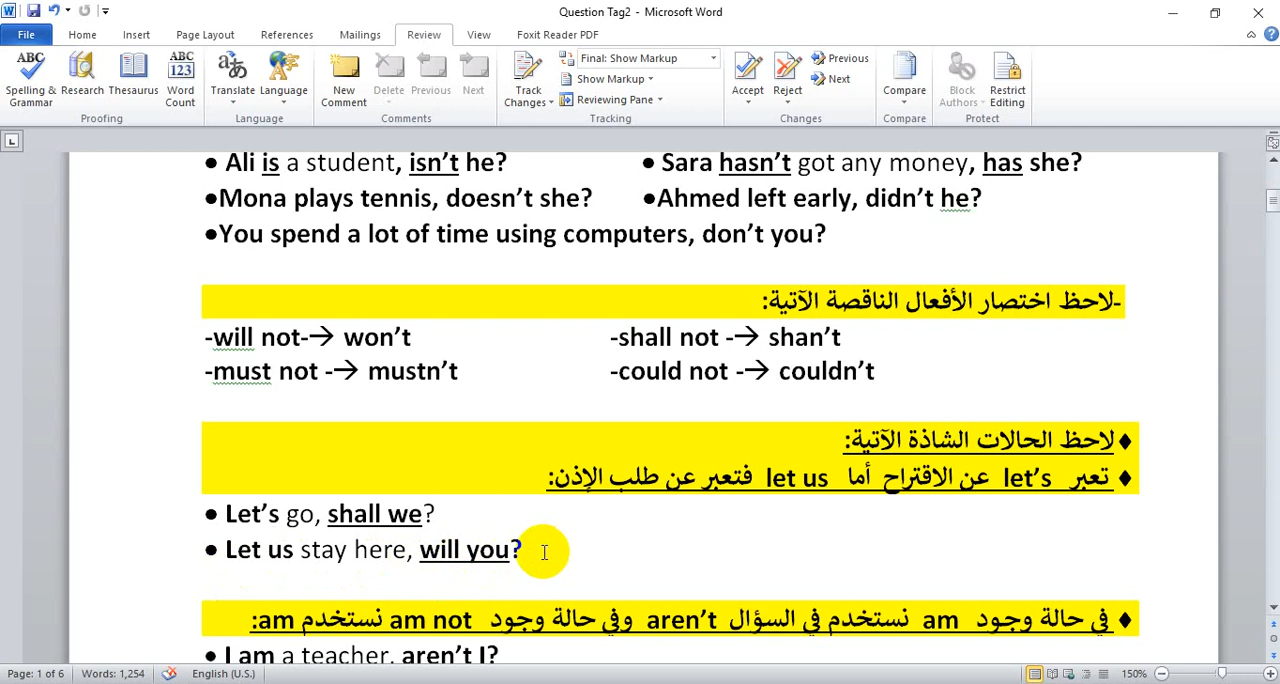 Question Tag2 - Microsoft Word
File Home Insert Page Layout References Mailings Review View Foxit Reader PDF
Spelling & Grammar Research Thesaurus Word Count Translate Language New Comment Delete Previous Next Track Changes Final: Show Markup Show Markup Reviewing Pane Accept Reject Previous Next Compare Block Authors Restrict Editing
Proofing Language Comments Tracking Changes Compare Protect
• Ali is a student, isn't he? • Sara hasn't got any money, has she?
•Mona plays tennis, doesn't she? •Ahmed left early, didn't he?
•You spend a lot of time using computers, don't you?
-لاحظ اختصار الأفعال الناقصة الآتية:
-will not-→ won't -shall not -→ shan't
-must not -→ mustn't -could not -→ couldn't
♦لاحظ الحالات الشاذة الآتية:
♦ تعبر let's عن الاقتراح أما let us فتعبر عن طلب الإذن:
• Let's go, shall we?
• Let us stay here, will you?
♦ في حالة وجود am نستخدم في السؤال aren't وفي حالة وجود am not نستخدم am:
• I am a teacher, aren't I?
Page: 1 of 6 Words: 1,254 English (U.S.) 150%